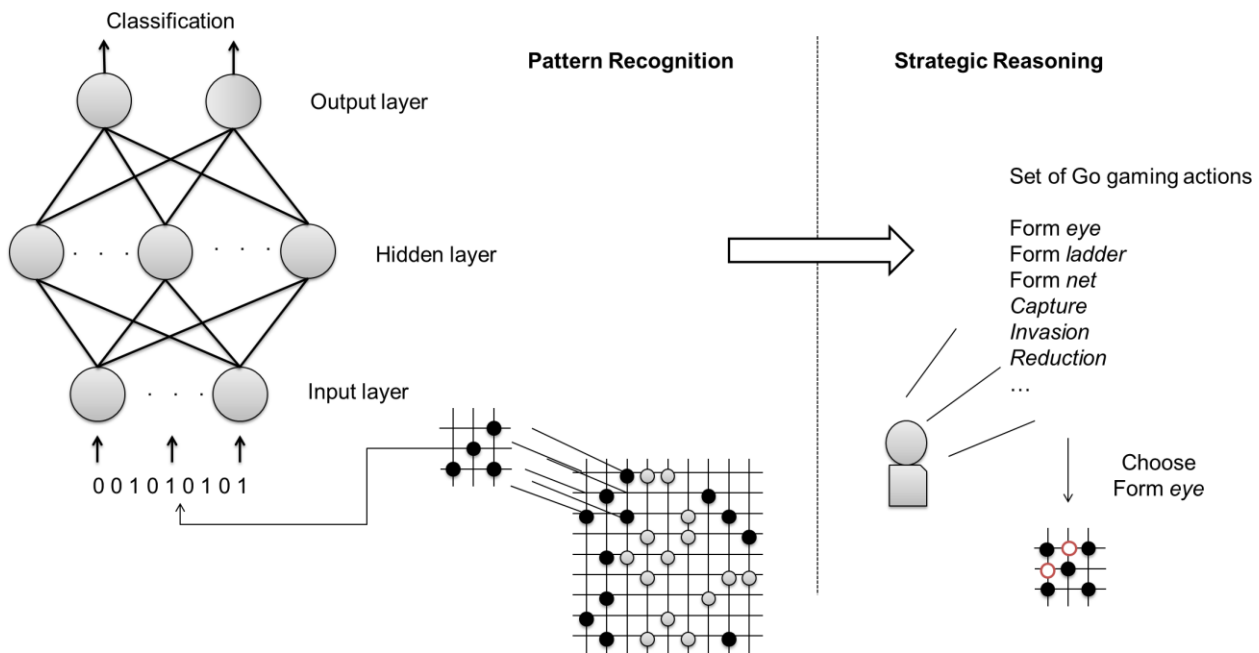 Classification
Pattern Recognition
Strategic Reasoning
Output layer
Set of Go gaming actions
Form eye
Form ladder
Form net
Capture
Invasion
Reduction
…
Hidden layer
Input layer
0 0 1 0 1 0 1 0 1
Choose
Form eye